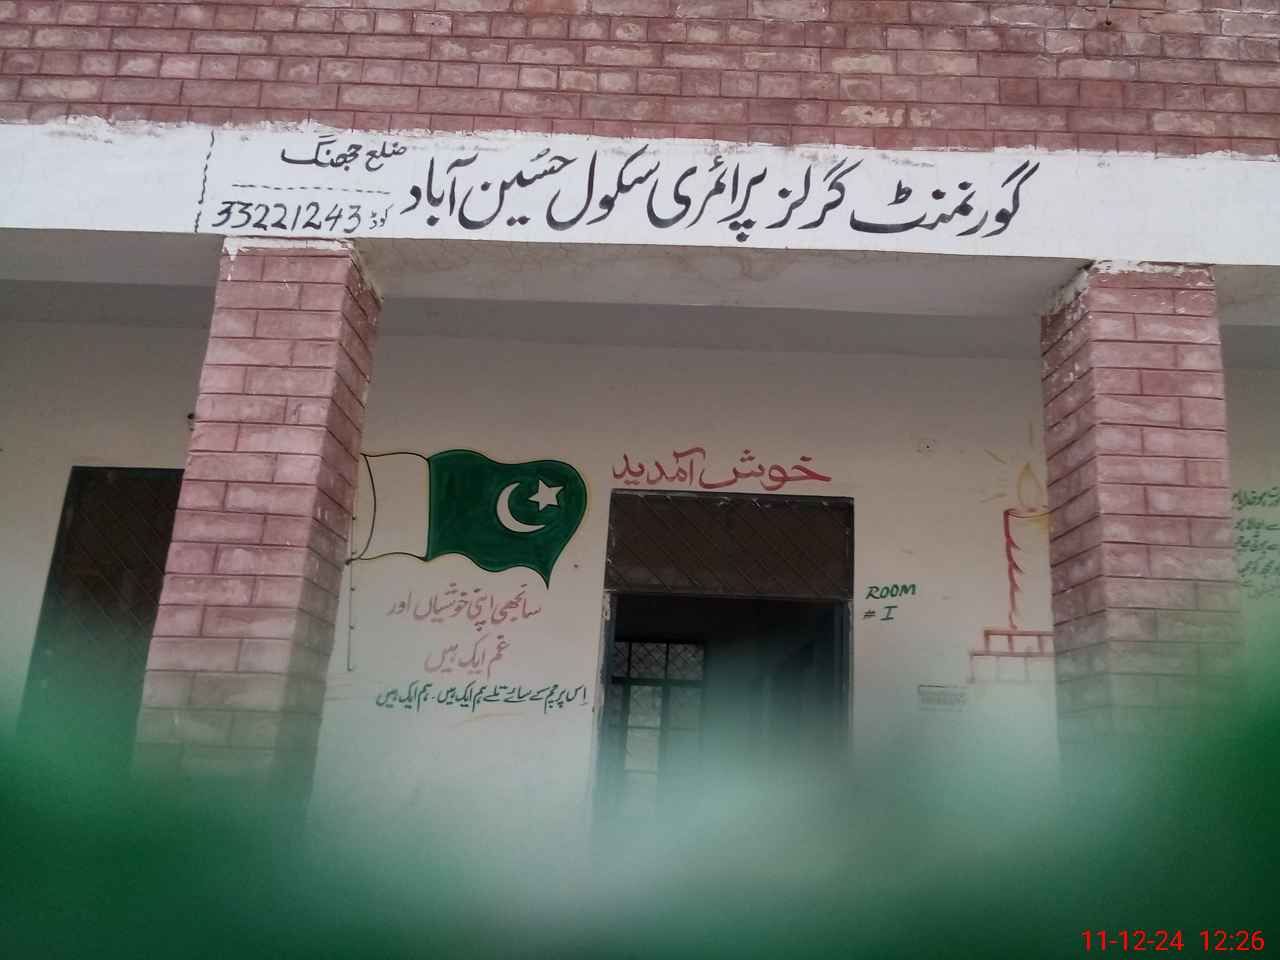 گورنمنٹ گرلز پرائمری سکول حسین آباد
ضلع جھنگ
کوڈ 33221243
خوش آمدید
سانجھی اپنی خوشیاں اور
غم ایک ہیں
اس پرچم کے سائے تلے ہم ایک ہیں۔ ہم ایک ہیں
ROOM
# I
11-12-24 12:26